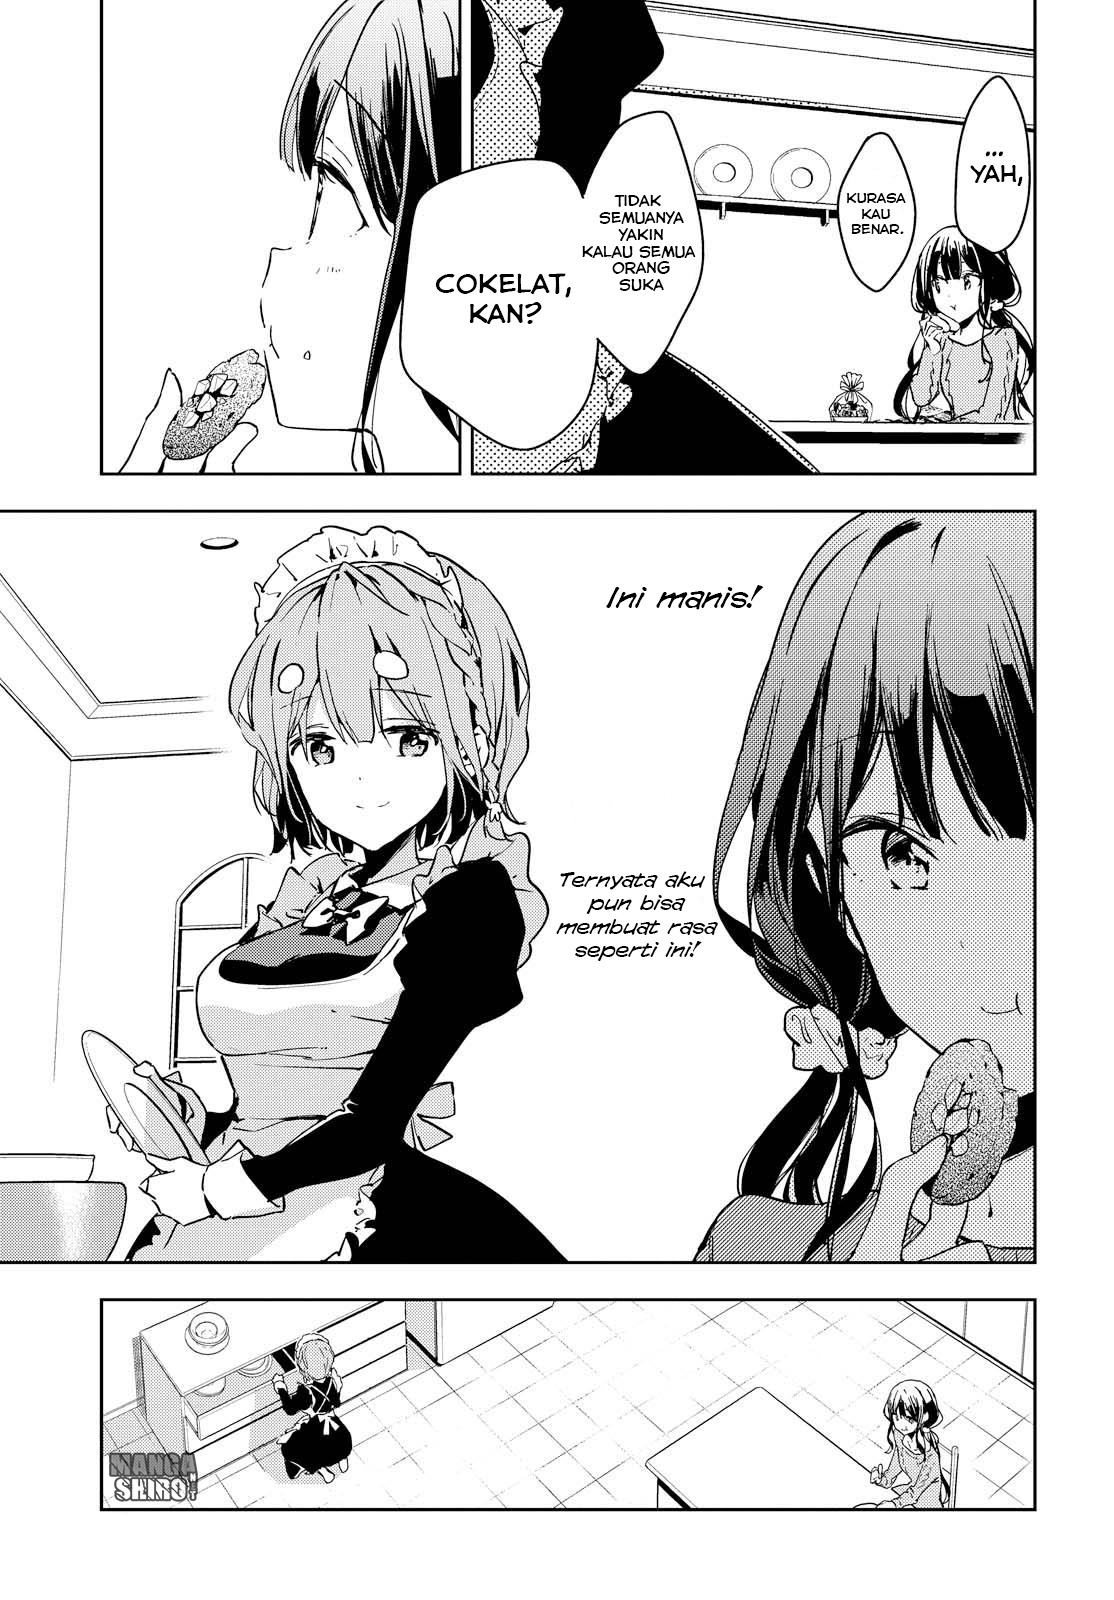 ...
YAH,
KURASA
KAU
BENAR.
TIDAK
SEMUANYA
YAKIN
KALAU SEMUA
ORANG
SUKA
COKELAT,
KAN?
Ini manis!
Ternyata aku
pun bisa
membuat rasa
seperti ini!
MANGA
SHIRO!